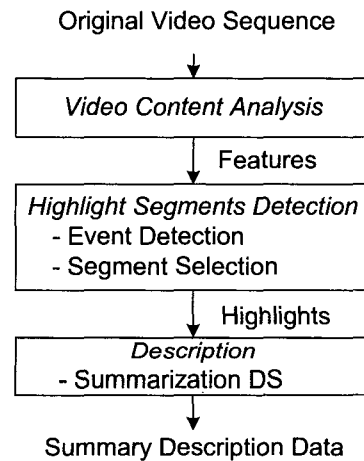 Original Video Sequence
Video Content Analysis
Features
Highlight Segments Detection
- Event Detection
- Segment Selection
Highlights
Description
- Summarization DS
Summary Description Data